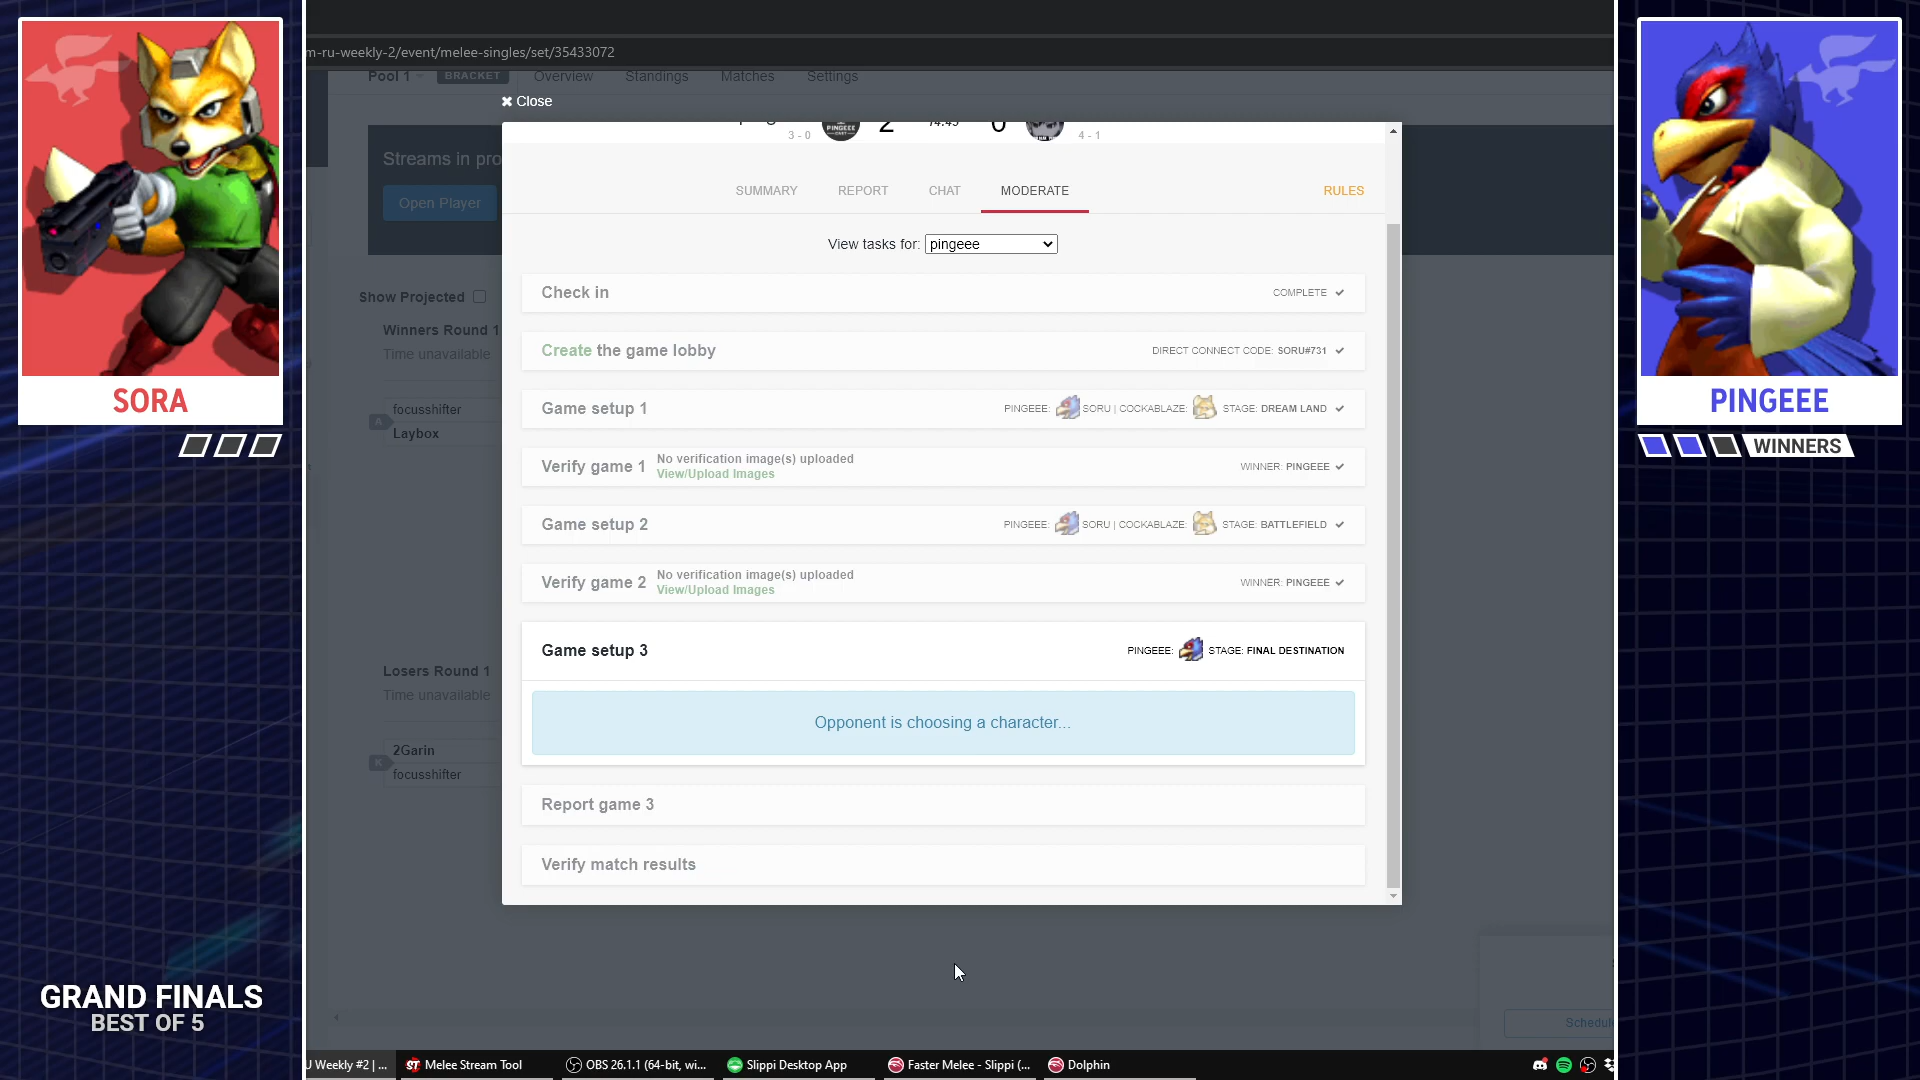 m-ru-weekly-2/event/melee-singles/set/35433072
Pool 1 BRACKET Overview Standings Matches Settings
Close
Streams in pro
Open Player
3 - 0
PINGEEE
2
0
4 - 1
SUMMARY REPORT CHAT MODERATE RULES
View tasks for: pingeee
Check in COMPLETE
Create the game lobby DIRECT CONNECT CODE: SORU#731
Game setup 1 PINGEEE: SORU | COCKABLAZE: STAGE: DREAM LAND
Verify game 1 No verification image(s) uploaded
View/Upload Images
WINNER: PINGEEE
Game setup 2 PINGEEE: SORU | COCKABLAZE: STAGE: BATTLEFIELD
Verify game 2 No verification image(s) uploaded
View/Upload Images
WINNER: PINGEEE
Game setup 3 PINGEEE: STAGE: FINAL DESTINATION
Opponent is choosing a character...
Report game 3
Verify match results
Show Projected
Winners Round 1
Time unavailable
A
focusshifter
Laybox
Losers Round 1
Time unavailable
K
2Garin
focusshifter
Schedul
SORA
PINGEEE
WINNERS
GRAND FINALS
BEST OF 5
U Weekly #2 | ... ST Melee Stream Tool OBS 26.1.1 (64-bit, wi... Slippi Desktop App Faster Melee - Slippi (... Dolphin